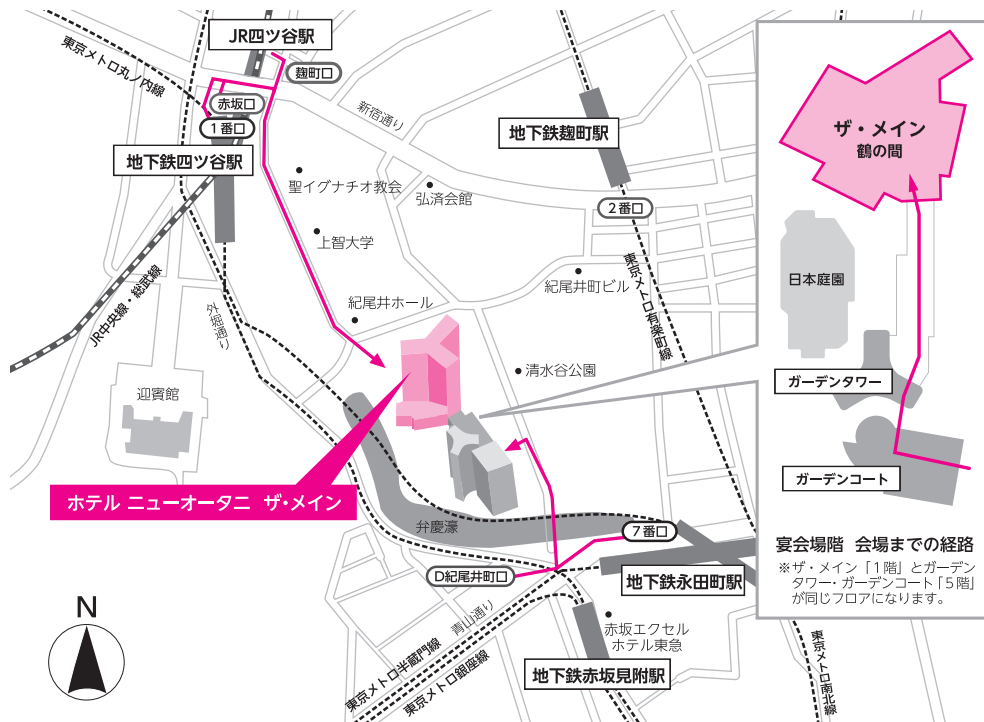 JR四ツ谷駅
東京メトロ丸ノ内線
麹町口
赤坂口
1番口
地下鉄四ツ谷駅
新宿通り
地下鉄麹町駅
聖イグナチオ教会
弘済会館
2番口
上智大学
東京メトロ有楽町線
紀尾井町ビル
JR中央線・総武線
外堀通り
紀尾井ホール
清水谷公園
迎賓館
ホテル ニューオータニ ザ・メイン
弁慶濠
7番口
D紀尾井町口
地下鉄永田町駅
青山通り
赤坂エクセル
ホテル東急
東京メトロ半蔵門線
東京メトロ銀座線
地下鉄赤坂見附駅
東京メトロ南北線
N
ザ・メイン
鶴の間
日本庭園
ガーデンタワー
ガーデンコート
宴会場階 会場までの経路
※ザ・メイン「1階」とガーデン
タワー・ガーデンコート「5階」
が同じフロアになります。